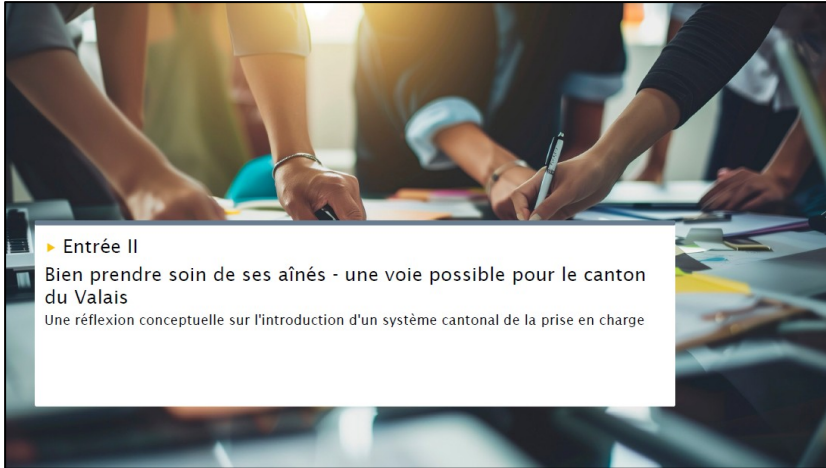 Entrée II
Bien prendre soin de ses aînés - une voie possible pour le canton
du Valais
Une réflexion conceptuelle sur l'introduction d'un système cantonal de la prise en charge